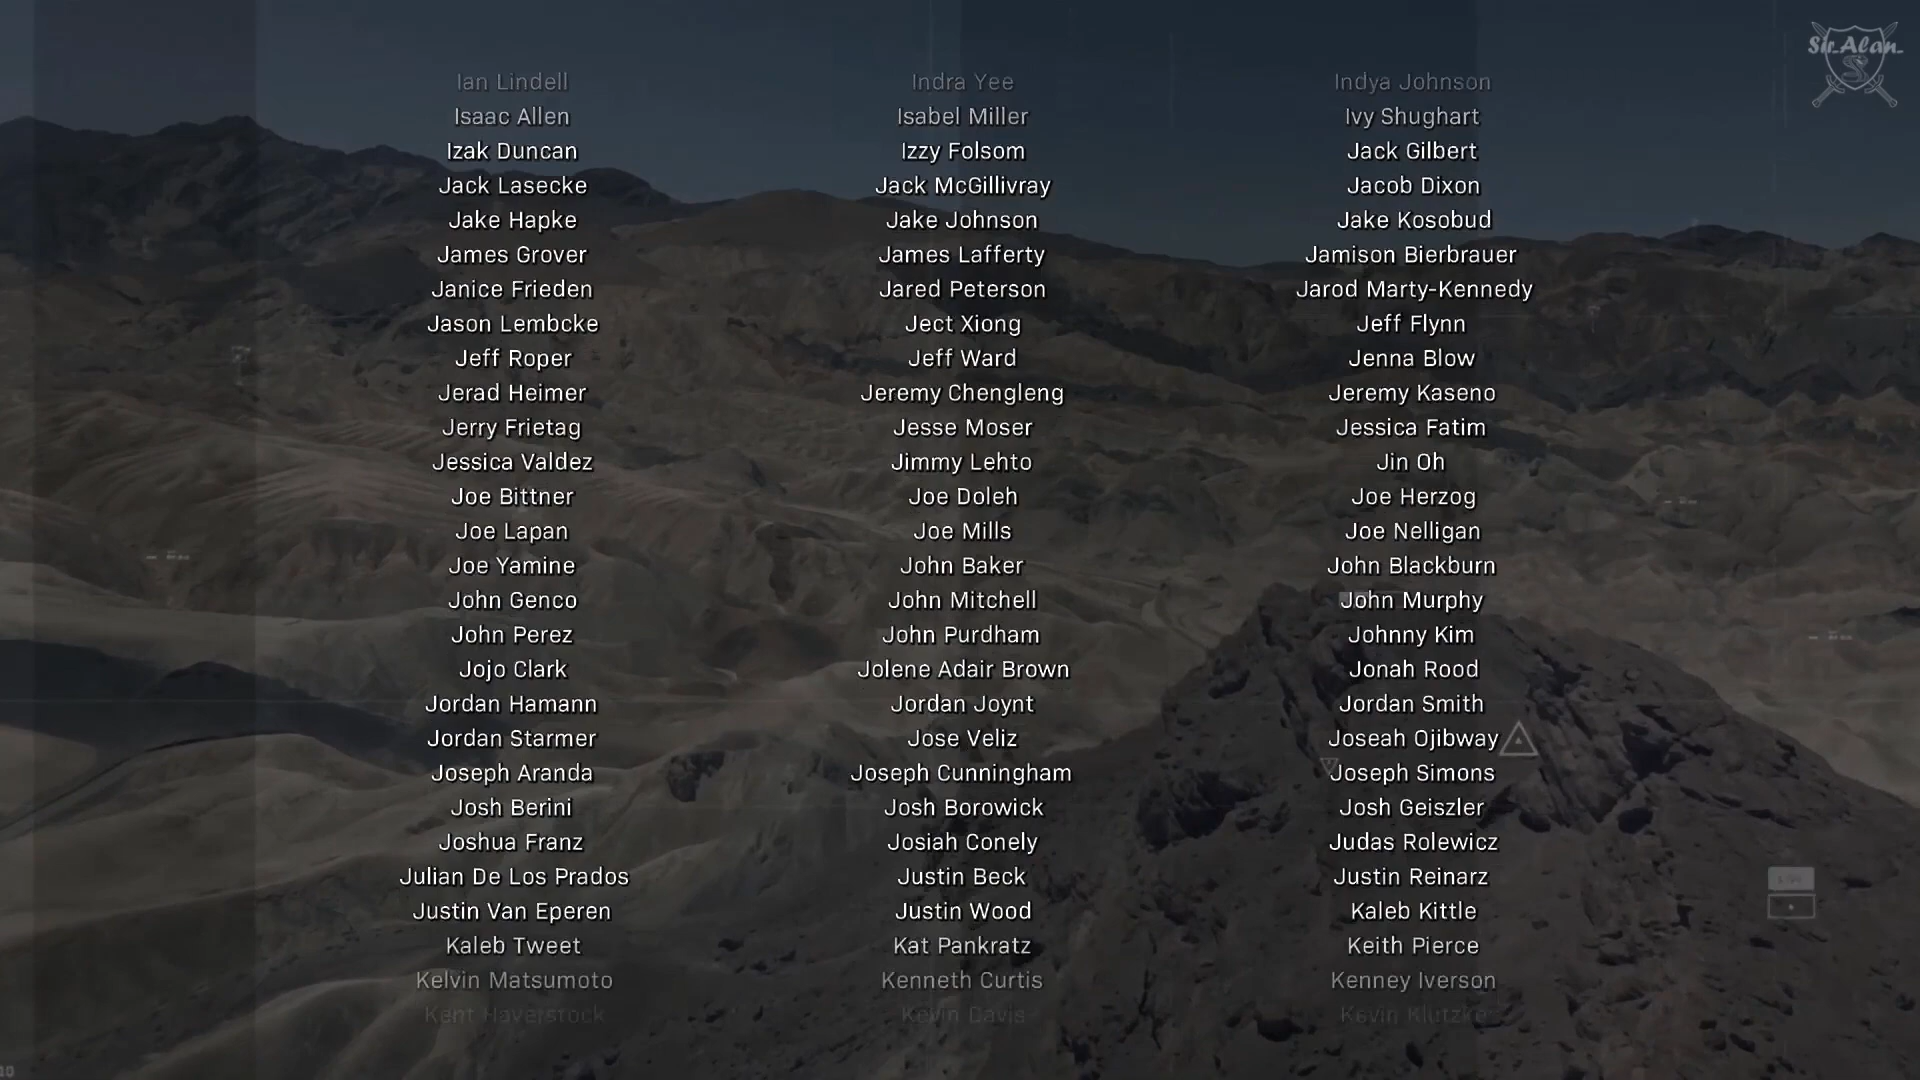 Sir_Alan_
Ian Lindell Indra Yee Indya Johnson
Isaac Allen Isabel Miller Ivy Shughart
Izak Duncan Izzy Folsom Jack Gilbert
Jack Lasecke Jack McGillivray Jacob Dixon
Jake Hapke Jake Johnson Jake Kosobud
James Grover James Lafferty Jamison Bierbrauer
Janice Frieden Jared Peterson Jarod Marty-Kennedy
Jason Lembcke Ject Xiong Jeff Flynn
Jeff Roper Jeff Ward Jenna Blow
Jerad Heimer Jeremy Chengleng Jeremy Kaseno
Jerry Frietag Jesse Moser Jessica Fatim
Jessica Valdez Jimmy Lehto Jin Oh
Joe Bittner Joe Doleh Joe Herzog
Joe Lapan Joe Mills Joe Nelligan
Joe Yamine John Baker John Blackburn
John Genco John Mitchell John Murphy
John Perez John Purdham Johnny Kim
Jojo Clark Jolene Adair Brown Jonah Rood
Jordan Hamann Jordan Joynt Jordan Smith
Jordan Starmer Jose Veliz Joseah Ojibway
Joseph Aranda Joseph Cunningham Joseph Simons
Josh Berini Josh Borowick Josh Geiszler
Joshua Franz Josiah Conely Judas Rolewicz
Julian De Los Prados Justin Beck Justin Reinarz
Justin Van Eperen Justin Wood Kaleb Kittle
Kaleb Tweet Kat Pankratz Keith Pierce
Kelvin Matsumoto Kenneth Curtis Kenney Iverson
Kent Haverstock Kevin Davis Kevin Klutzke